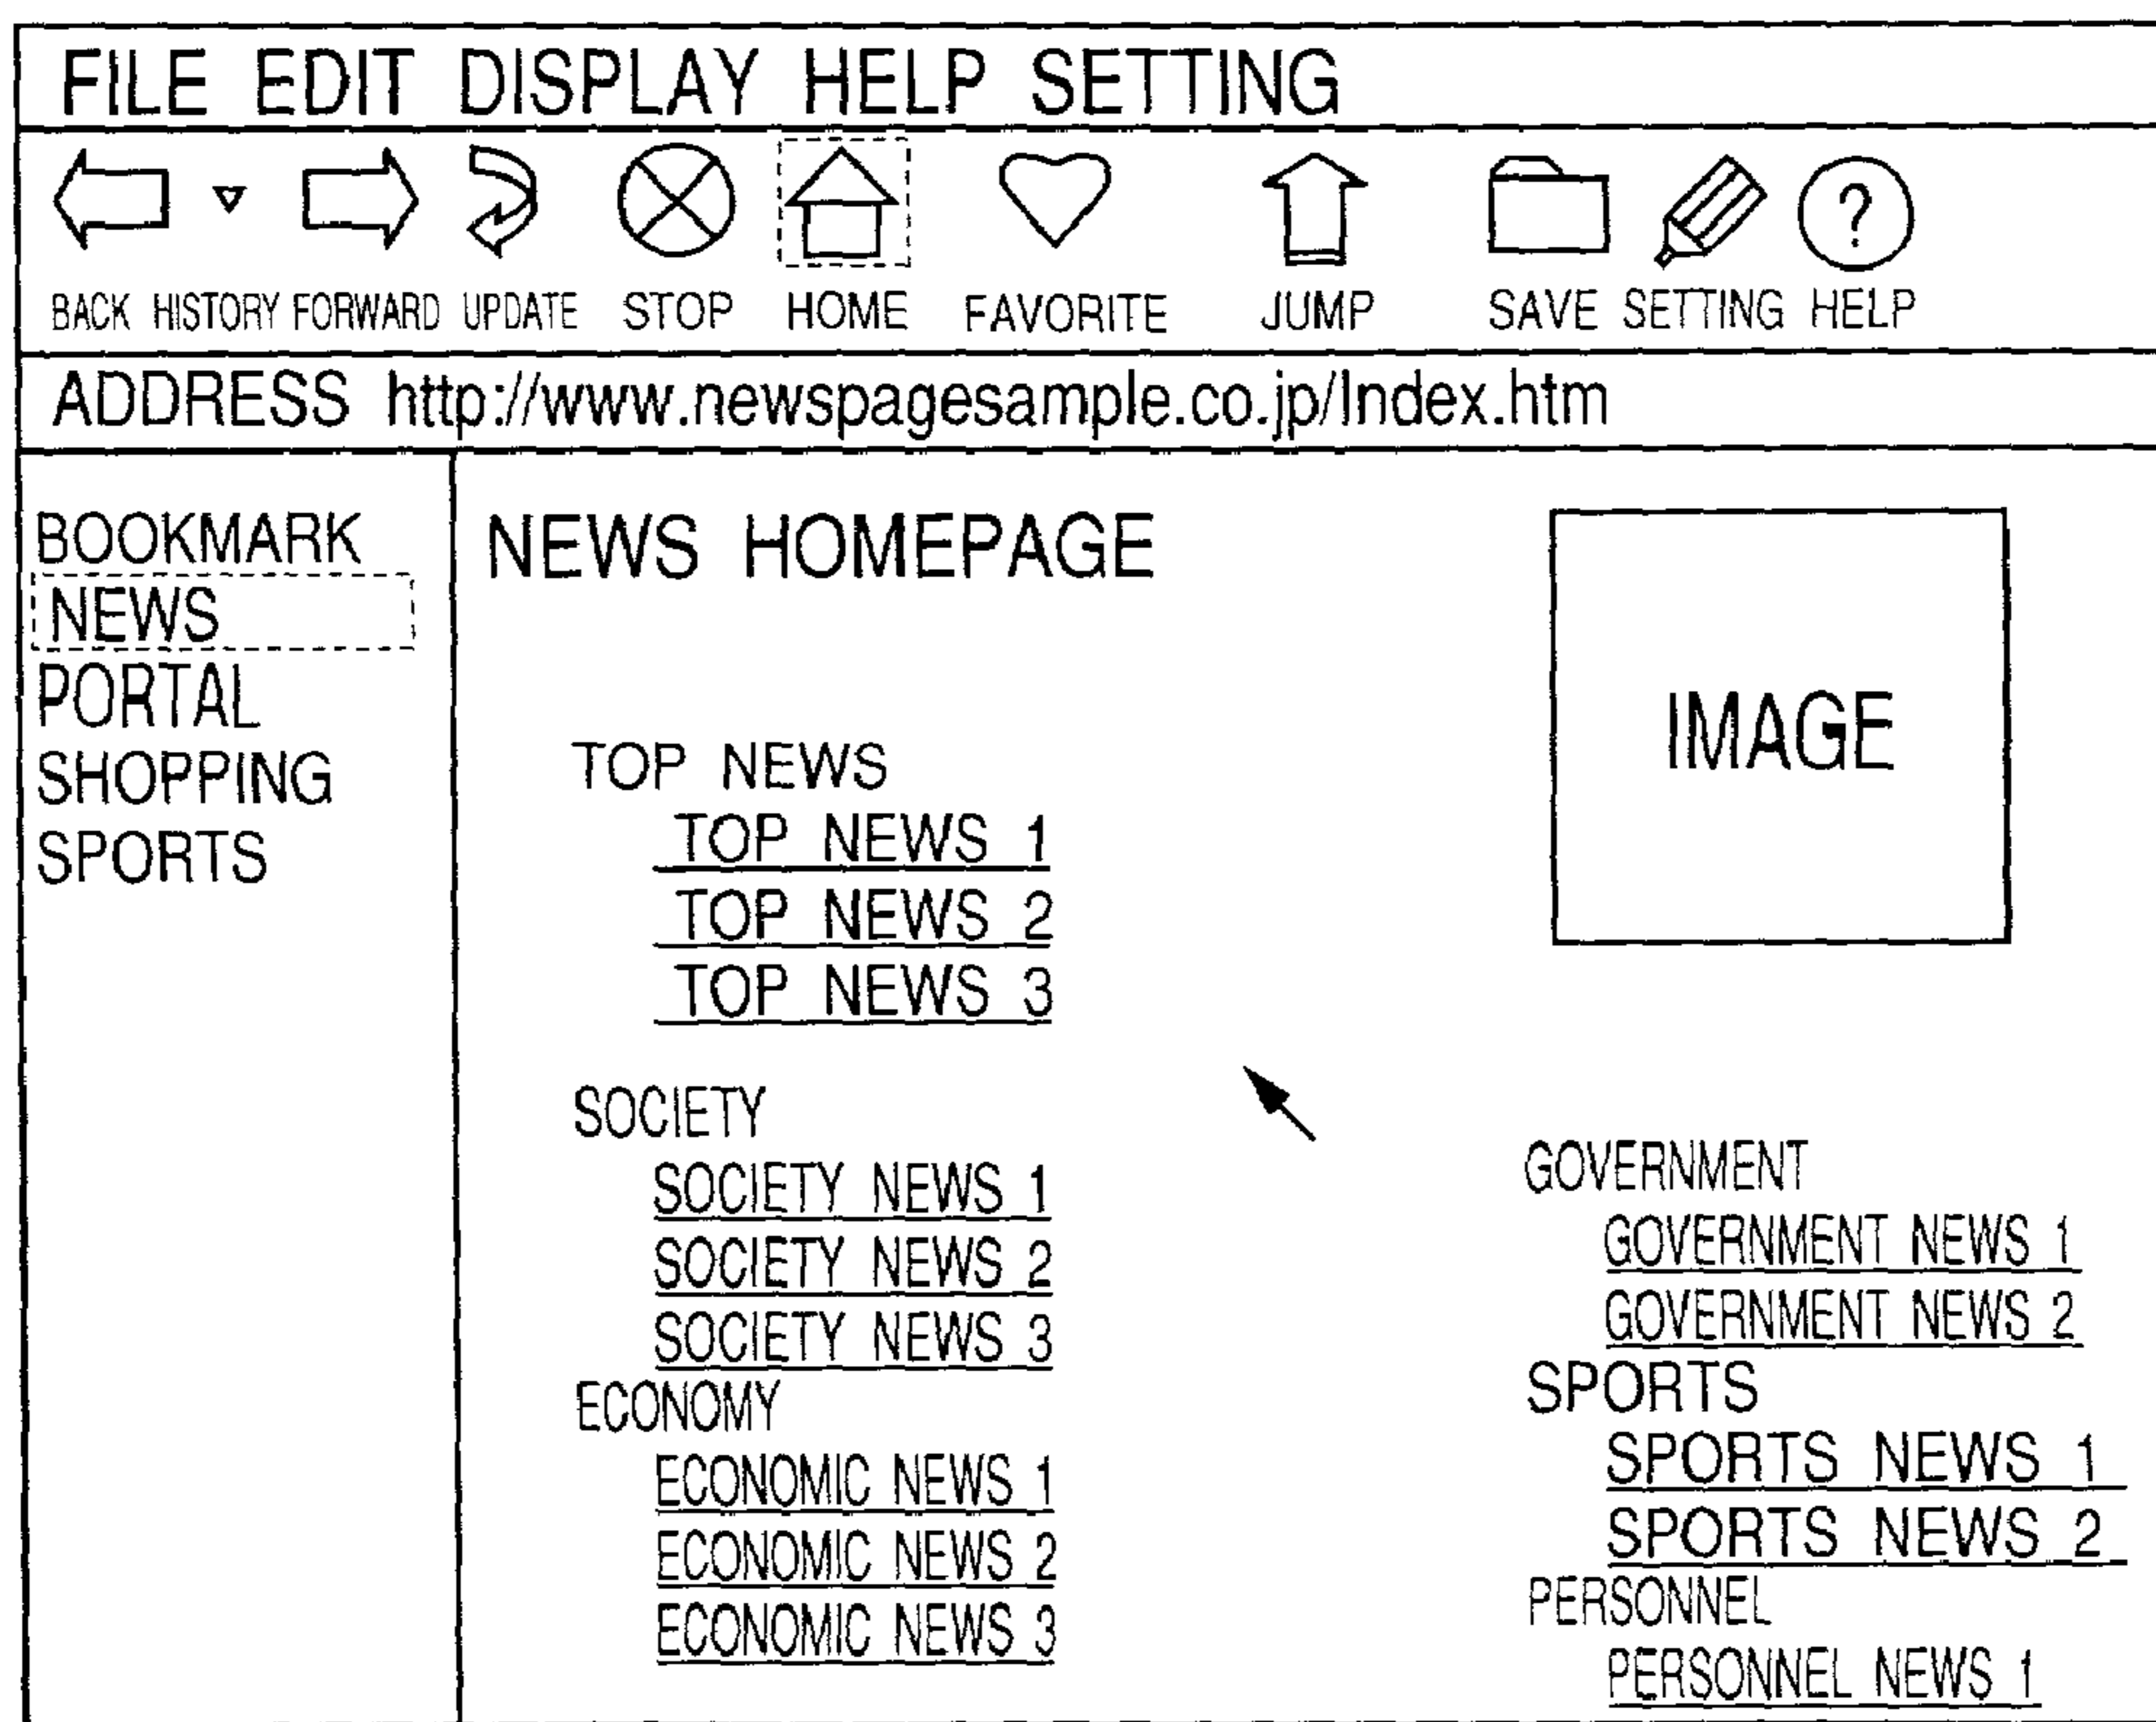 FILE EDIT DISPLAY HELP SETTING
?
BACK HISTORY FORWARD UPDATE STOP HOME FAVORITE JUMP SAVE SETTING HELP
ADDRESS http://www.newspagesample.co.jp/Index.htm
BOOKMARK
NEWS
PORTAL
SHOPPING
SPORTS
NEWS HOMEPAGE
IMAGE
TOP NEWS
TOP NEWS 1
TOP NEWS 2
TOP NEWS 3
SOCIETY
SOCIETY NEWS 1
SOCIETY NEWS 2
SOCIETY NEWS 3
ECONOMY
ECONOMIC NEWS 1
ECONOMIC NEWS 2
ECONOMIC NEWS 3
GOVERNMENT
GOVERNMENT NEWS 1
GOVERNMENT NEWS 2
SPORTS
SPORTS NEWS 1
SPORTS NEWS 2
PERSONNEL
PERSONNEL NEWS 1